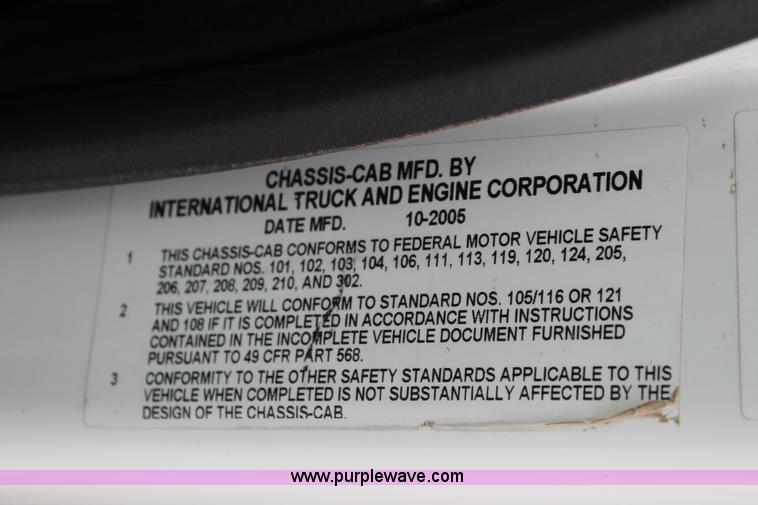 CHASSIS-CAB MFD. BY
INTERNATIONAL TRUCK AND ENGINE CORPORATION
DATE MFD. 10-2005
1 THIS CHASSIS-CAB CONFORMS TO FEDERAL MOTOR VEHICLE SAFETY
STANDARD NOS. 101, 102, 103, 104, 106, 111, 113, 119, 120, 124, 205,
206, 207, 208, 209, 210, AND 302.
2 THIS VEHICLE WILL CONFORM TO STANDARD NOS. 105/116 OR 121
AND 108 IF IT IS COMPLETED IN ACCORDANCE WITH INSTRUCTIONS
CONTAINED IN THE INCOMPLETE VEHICLE DOCUMENT FURNISHED
PURSUANT TO 49 CFR PART 568.
3 CONFORMITY TO THE OTHER SAFETY STANDARDS APPLICABLE TO THIS
VEHICLE WHEN COMPLETED IS NOT SUBSTANTIALLY AFFECTED BY THE
DESIGN OF THE CHASSIS-CAB.
www.purplewave.com